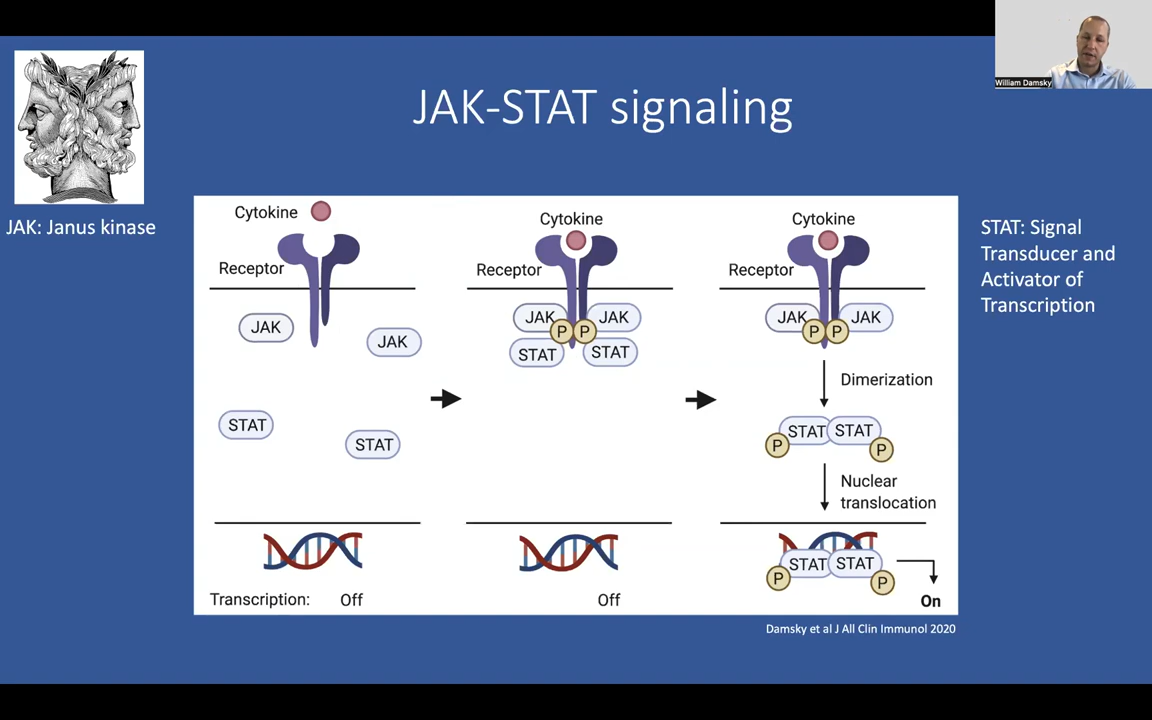 William Damsky
JAK-STAT signaling
JAK: Janus kinase
STAT: Signal
Transducer and
Activator of
Transcription
Cytokine
Receptor
JAK
JAK
STAT
STAT
Transcription: Off
Cytokine
Receptor
JAK
JAK
P
P
STAT
STAT
Off
Cytokine
Receptor
JAK
JAK
P
P
Dimerization
STAT
STAT
P
P
Nuclear
translocation
STAT
STAT
P
P
On
Damsky et al J All Clin Immunol 2020